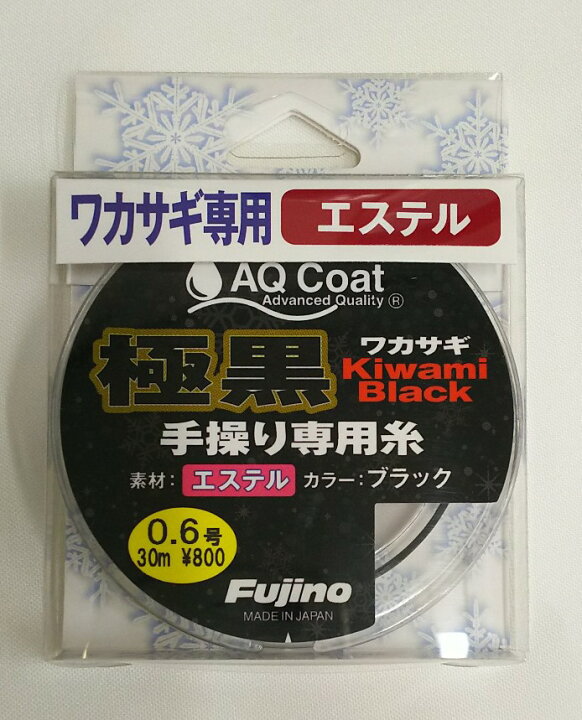 ワカサギ専用 エステル
AQ Coat
Advanced Quality ®
極黒
ワカサギ
Kiwami
Black
手操り専用糸
素材: エステル カラー: ブラック
0.6号
30m ¥800
Fujino
MADE IN JAPAN